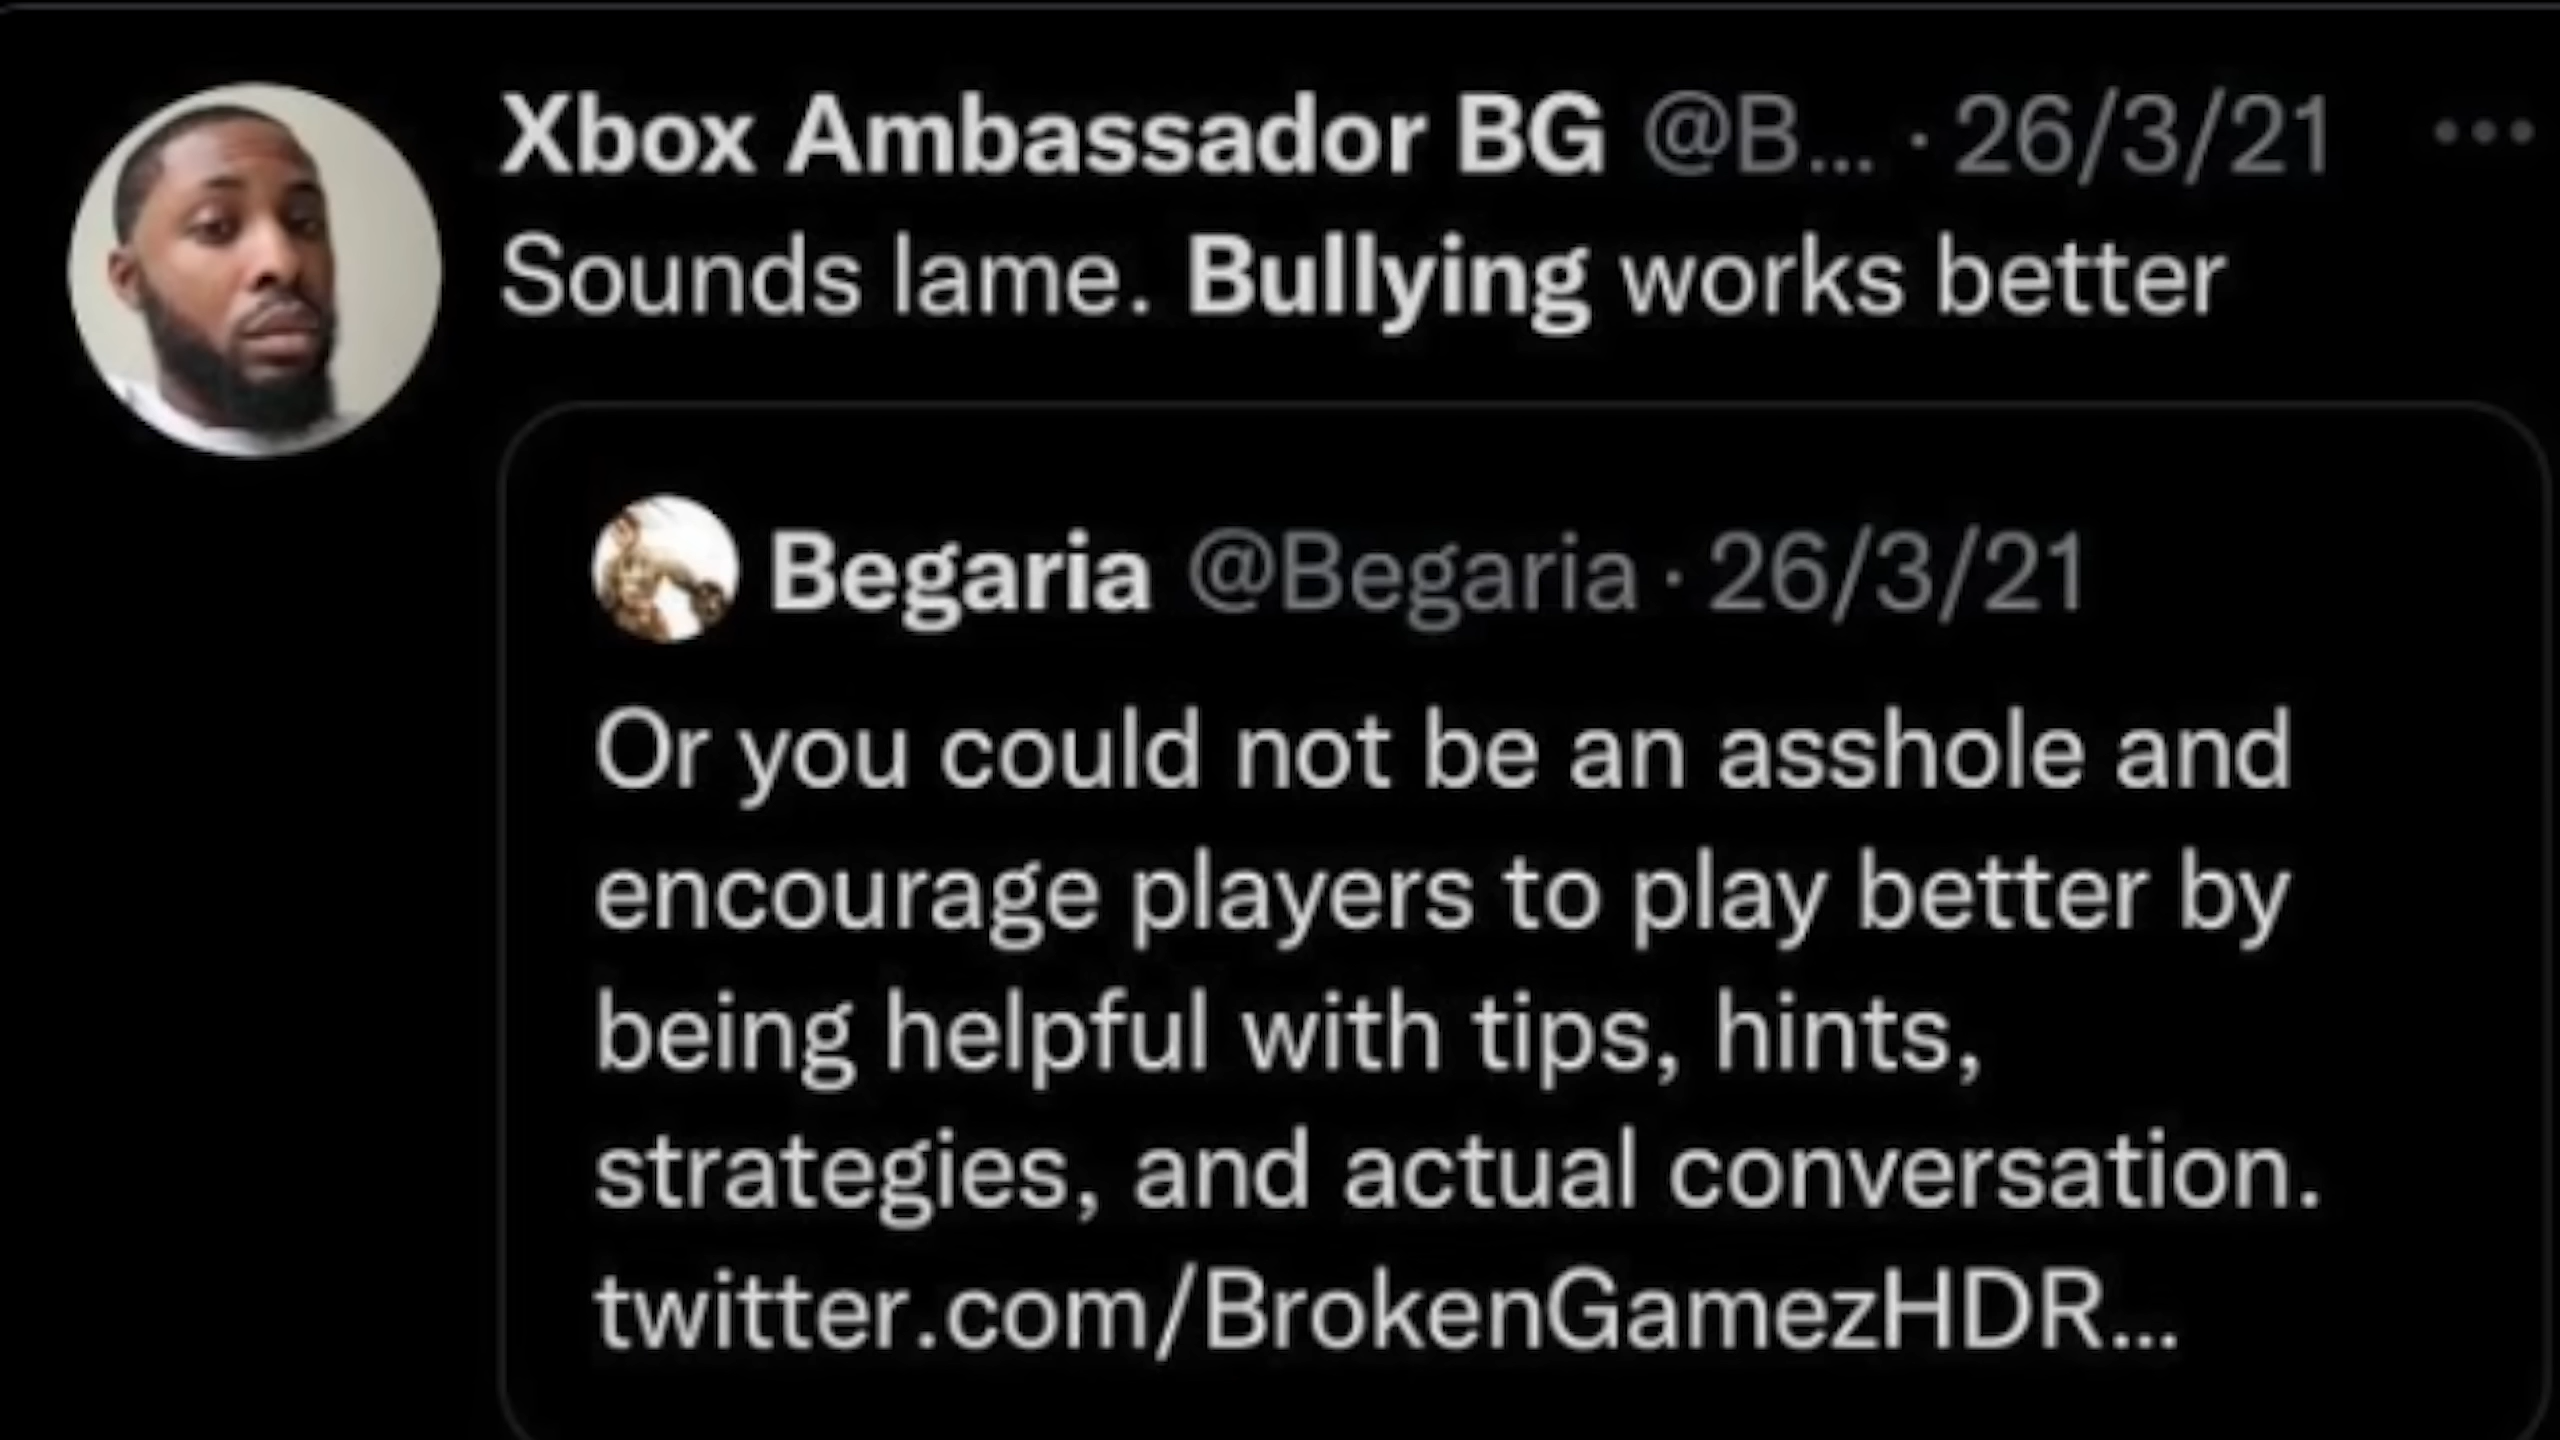 Xbox Ambassador BG @B... · 26/3/21
Sounds lame. Bullying works better
Begaria @Begaria · 26/3/21
Or you could not be an asshole and
encourage players to play better by
being helpful with tips, hints,
strategies, and actual conversation.
twitter.com/BrokenGamezHDR...